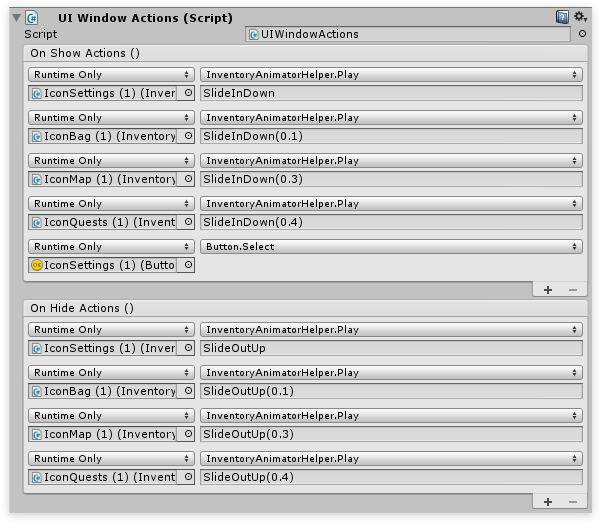 UI Window Actions (Script)
Script UIWindowActions
On Show Actions ()
Runtime Only InventoryAnimatorHelper.Play
IconSettings (1) (Inver SlideInDown
Runtime Only InventoryAnimatorHelper.Play
IconBag (1) (Inventory SlideInDown(0.1)
Runtime Only InventoryAnimatorHelper.Play
IconMap (1) (Inventory SlideInDown(0.3)
Runtime Only InventoryAnimatorHelper.Play
IconQuests (1) (Invent SlideInDown(0.4)
Runtime Only Button.Select
OK IconSettings (1) (Butto
+ −
On Hide Actions ()
Runtime Only InventoryAnimatorHelper.Play
IconSettings (1) (Inver SlideOutUp
Runtime Only InventoryAnimatorHelper.Play
IconBag (1) (Inventory SlideOutUp(0.1)
Runtime Only InventoryAnimatorHelper.Play
IconMap (1) (Inventory SlideOutUp(0.3)
Runtime Only InventoryAnimatorHelper.Play
IconQuests (1) (Invent SlideOutUp(0.4)
+ −